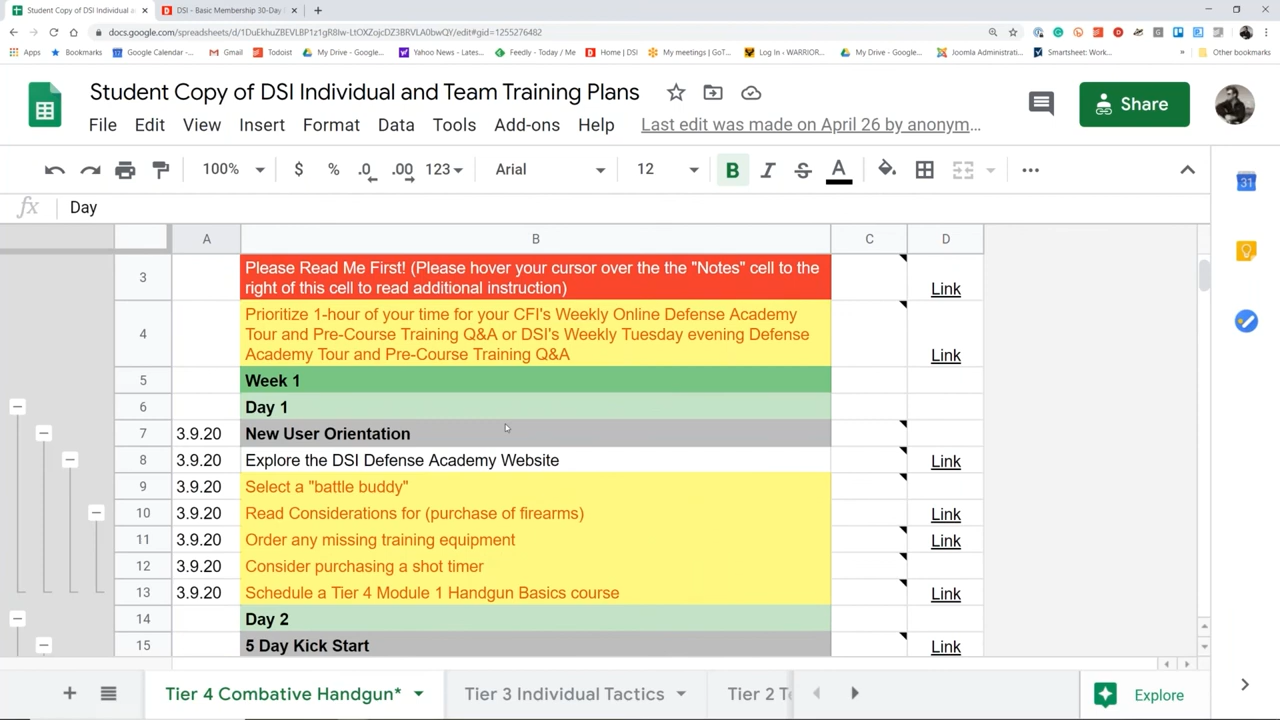 Student Copy of DSI Individual a
DSI - Basic Membership 30-Day
docs.google.com/spreadsheets/d/1DuEkhuZBEVLBP1z1gR8Iw-LtOXZojcDZ3BRVLA0bwQY/edit#gid=1255276482
Apps Bookmarks Google Calendar -... Gmail Todoist My Drive - Google... Yahoo News - Lates... Feedly - Today / Me Home | DSI My meetings | GoT... Log In - WARRIOR... My Drive - Google... Joomla Administrati... Smartsheet: Work... » Other bookmarks
Student Copy of DSI Individual and Team Training Plans
Share
File Edit View Insert Format Data Tools Add-ons Help Last edit was made on April 26 by anonym...
100% $ % .0 .00 123 Arial 12 B I S A
fx Day
A B C D
3 Please Read Me First! (Please hover your cursor over the the "Notes" cell to the
right of this cell to read additional instruction) Link
4 Prioritize 1-hour of your time for your CFI's Weekly Online Defense Academy
Tour and Pre-Course Training Q&A or DSI's Weekly Tuesday evening Defense
Academy Tour and Pre-Course Training Q&A Link
5 Week 1
6 Day 1
7 3.9.20 New User Orientation
8 3.9.20 Explore the DSI Defense Academy Website Link
9 3.9.20 Select a "battle buddy"
10 3.9.20 Read Considerations for (purchase of firearms) Link
11 3.9.20 Order any missing training equipment Link
12 3.9.20 Consider purchasing a shot timer
13 3.9.20 Schedule a Tier 4 Module 1 Handgun Basics course Link
14 Day 2
15 5 Day Kick Start Link
Tier 4 Combative Handgun* Tier 3 Individual Tactics Tier 2 Te Explore
31